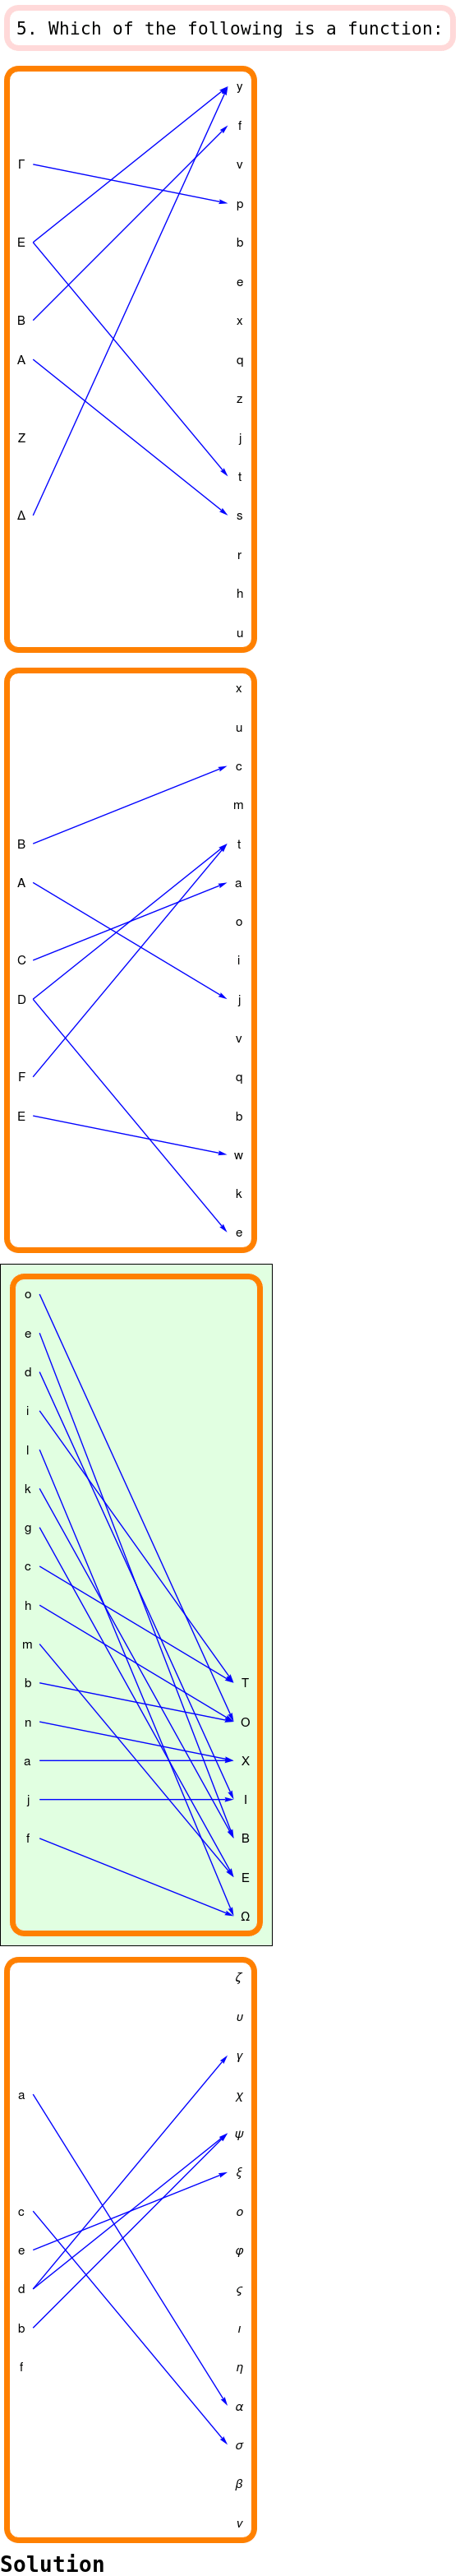 5. Which of the following is a function:
y
f
Γ
v
p
E
b
e
B
x
A
q
z
Z
j
t
Δ
s
r
h
u
x
u
c
m
B
t
A
a
o
C
i
D
j
v
F
q
E
b
w
k
e
o
e
d
i
l
k
g
c
h
m
b
T
n
O
a
X
j
I
f
B
E
Ω
ζ
υ
γ
a
χ
ψ
ξ
c
ο
e
φ
d
ς
b
ι
f
η
α
σ
β
ν
Solution